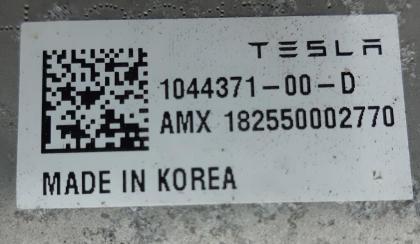 TESLA
1044371-00-D
AMX 182550002770
MADE IN KOREA